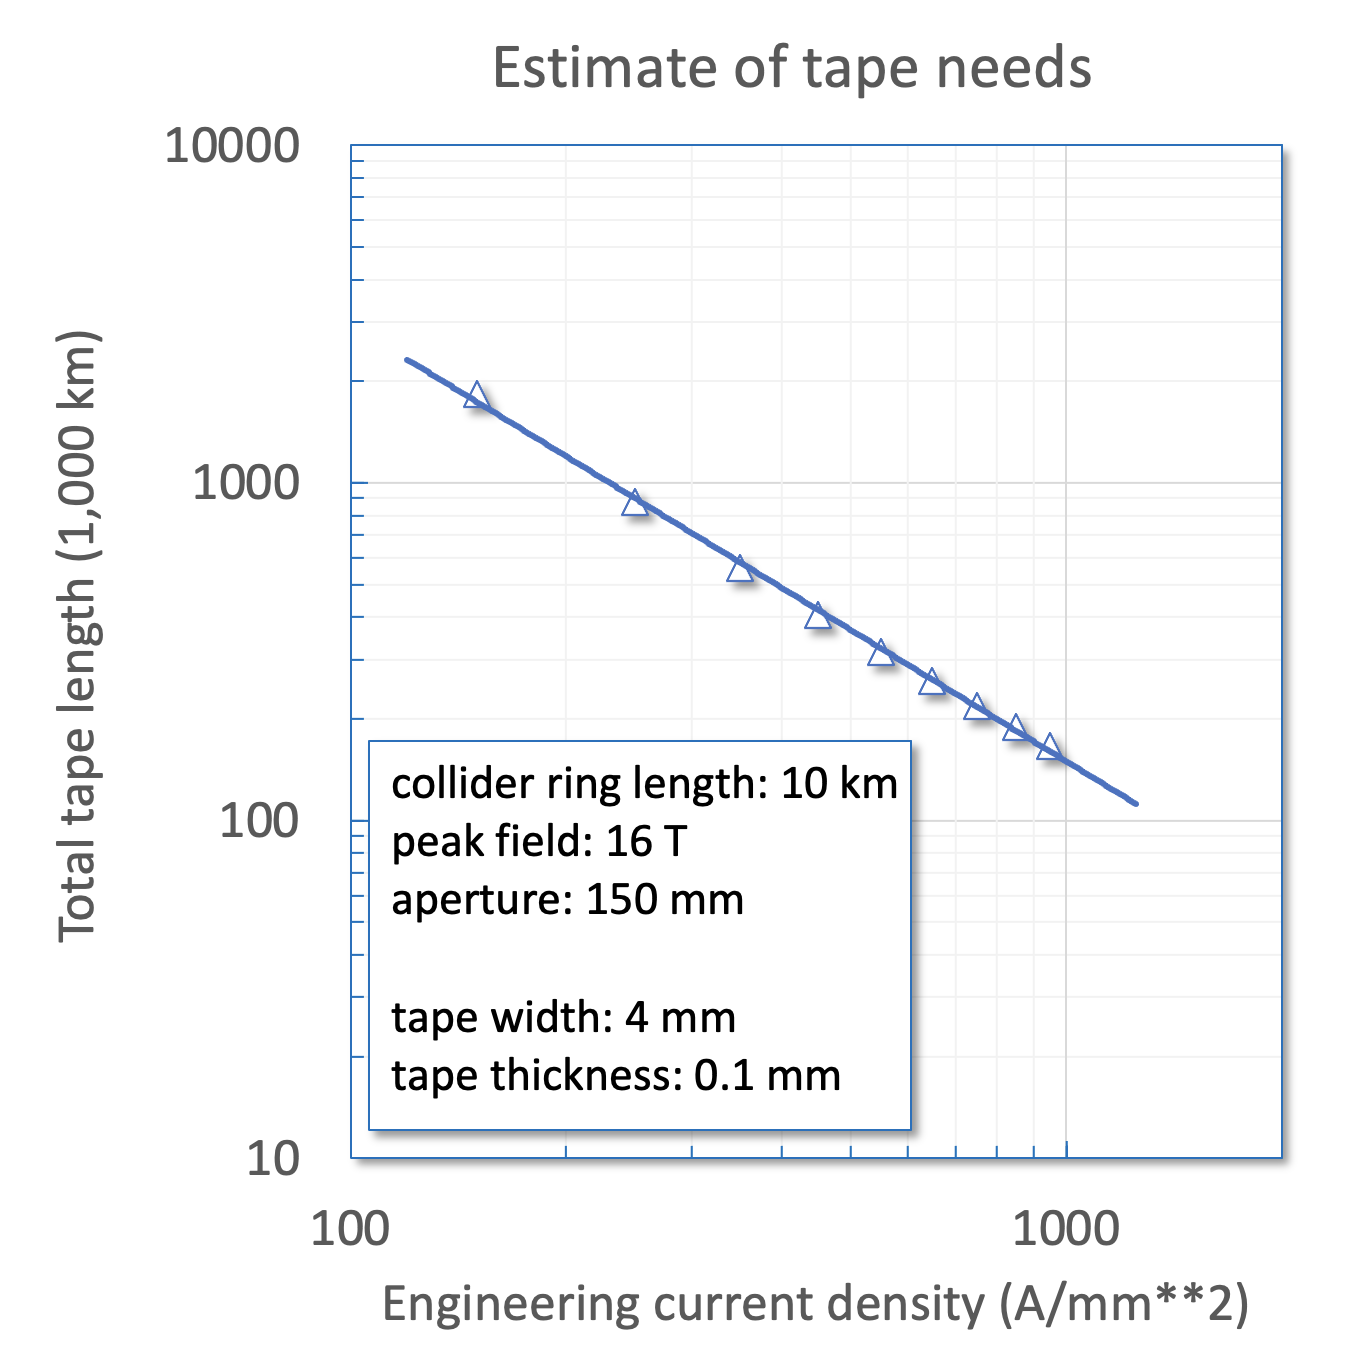 Estimate of tape needs
10000
1000
100
10
Total tape length (1,000 km)
collider ring length: 10 km
peak field: 16 T
aperture: 150 mm
tape width: 4 mm
tape thickness: 0.1 mm
100
1000
Engineering current density (A/mm**2)